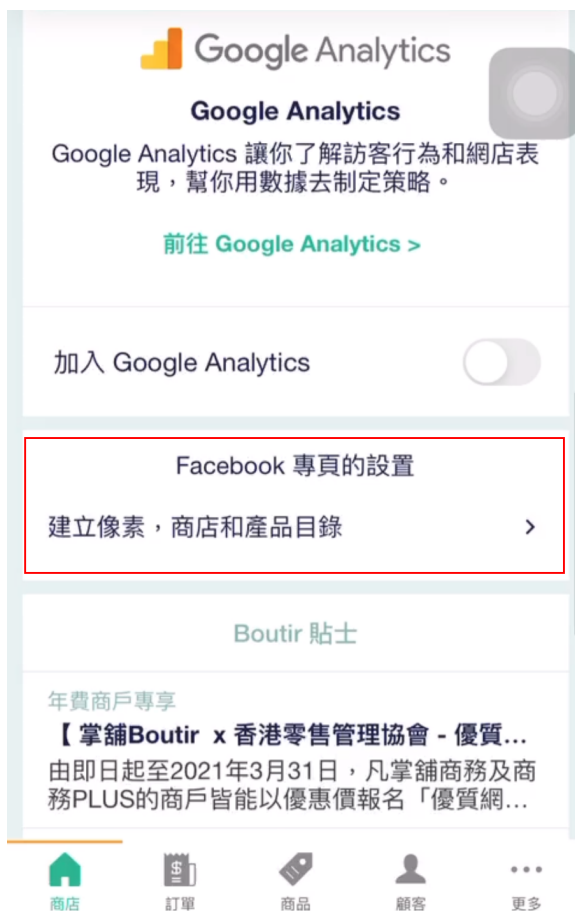 Google Analytics
Google Analytics
Google Analytics 讓你了解訪客行為和網店表
現，幫你用數據去制定策略。
前往 Google Analytics >
加入 Google Analytics
Facebook 專頁的設置
建立像素，商店和產品目錄
Boutir 貼士
年費商戶專享
【 掌舖Boutir x 香港零售管理協會 - 優質...
由即日起至2021年3月31日，凡掌舖商務及商
務PLUS的商戶皆能以優惠價報名「優質網...
商店 訂單 商品 顧客 更多